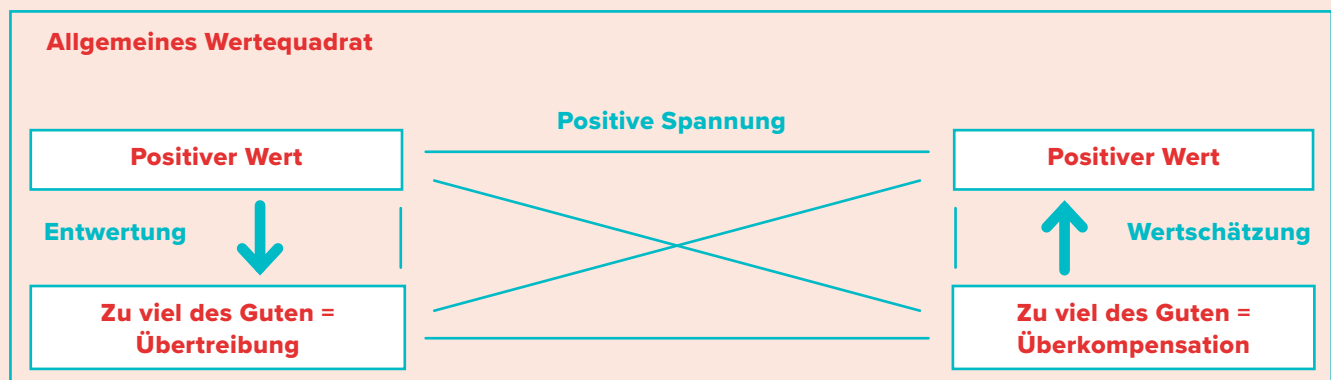 Allgemeines Wertequadrat
Positive Spannung
Positiver Wert
Positiver Wert
Entwertung
Wertschätzung
Zu viel des Guten =
Übertreibung
Zu viel des Guten =
Überkompensation